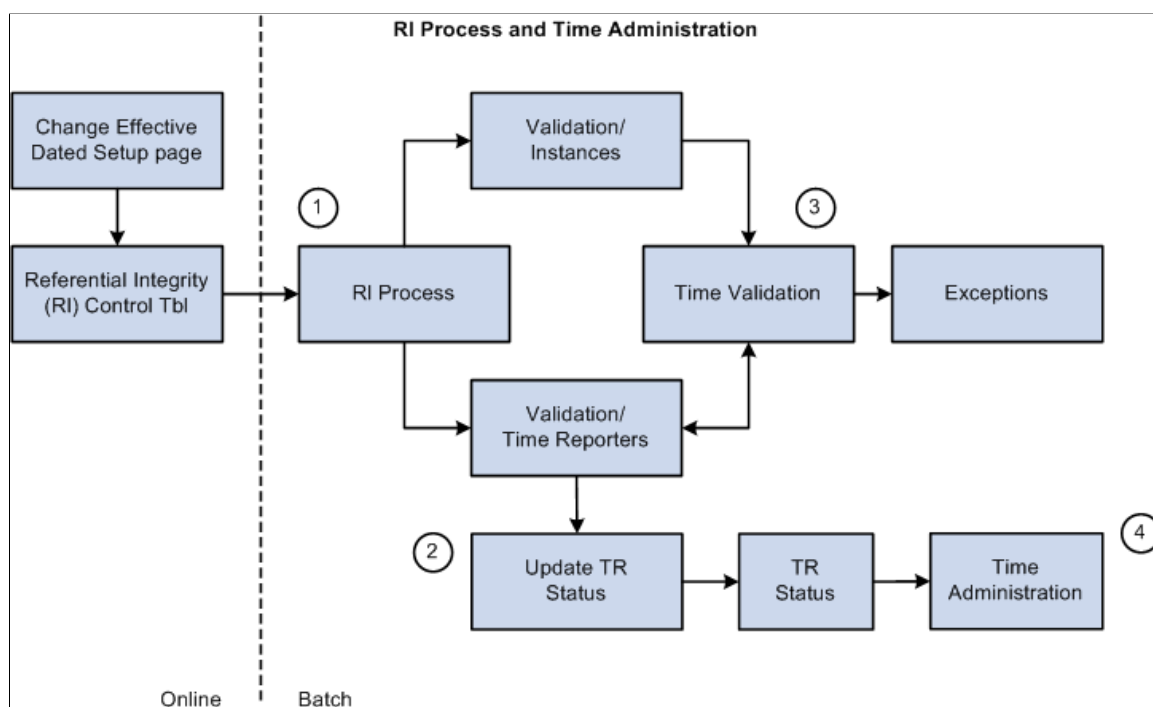 RI Process and Time Administration
Change Effective
Dated Setup page
Validation/
Instances
1
3
Referential Integrity
(RI) Control Tbl
RI Process
Time Validation
Exceptions
Validation/
Time Reporters
2
Update TR
Status
TR
Status
Time
Administration
4
Online
Batch